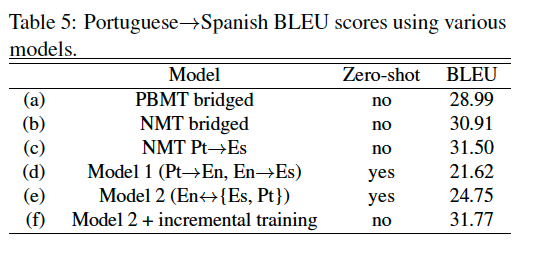 Table 5: Portuguese→Spanish BLEU scores using various
models.
Model Zero-shot BLEU
(a) PBMT bridged no 28.99
(b) NMT bridged no 30.91
(c) NMT Pt→Es no 31.50
(d) Model 1 (Pt→En, En→Es) yes 21.62
(e) Model 2 (En↔{Es, Pt}) yes 24.75
(f) Model 2 + incremental training no 31.77